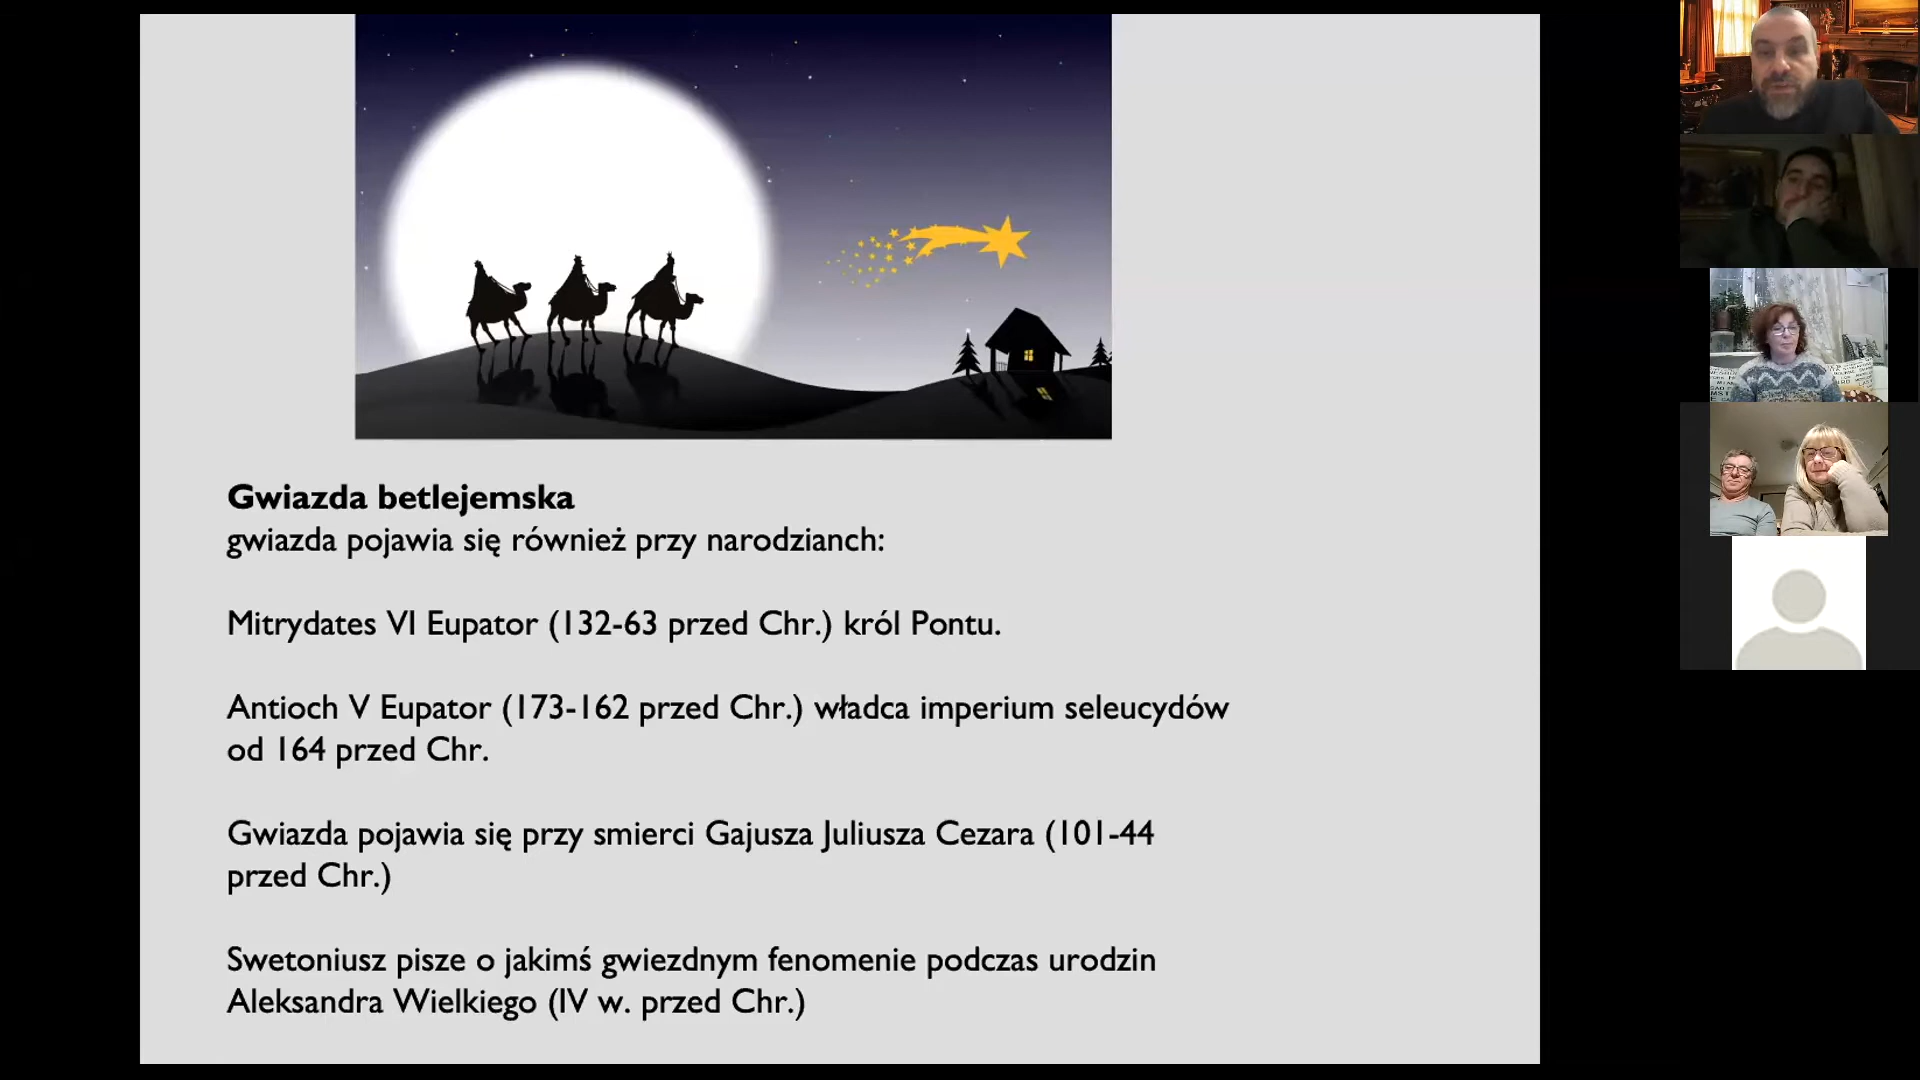 Gwiazda betlejemska
gwiazda pojawia się również przy narodzianch:
Mitrydates VI Eupator (132-63 przed Chr.) król Pontu.
Antioch V Eupator (173-162 przed Chr.) władca imperium seleucydów
od 164 przed Chr.
Gwiazda pojawia się przy smierci Gajusza Juliusza Cezara (101-44
przed Chr.)
Swetoniusz pisze o jakimś gwiezdnym fenomenie podczas urodzin
Aleksandra Wielkiego (IV w. przed Chr.)